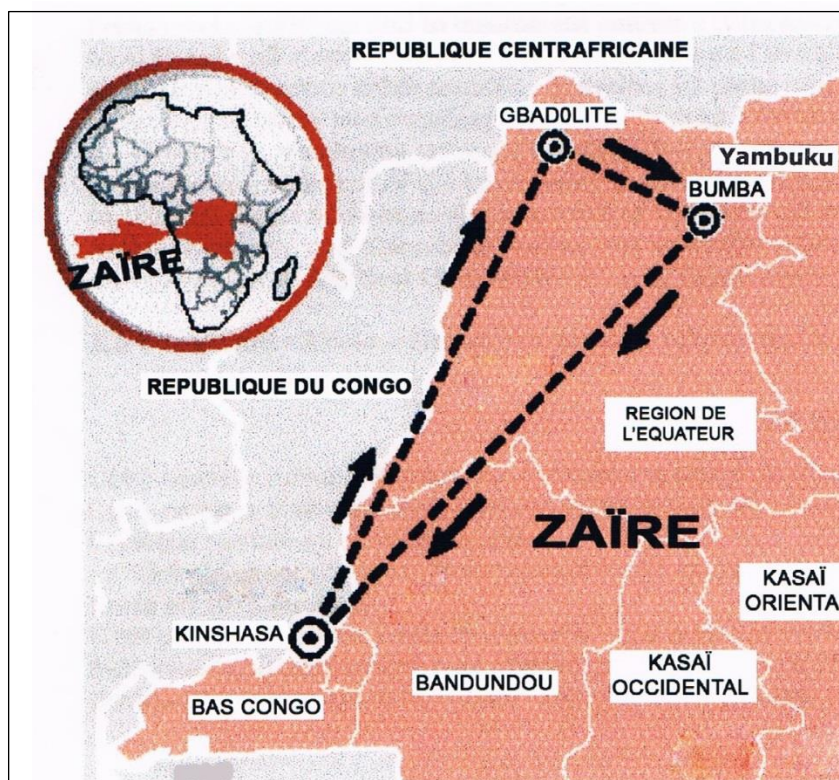 REPUBLIQUE CENTRAFRICAINE
GBAD0LITE
Yambuku
BUMBA
ZAÏRE
REPUBLIQUE DU CONGO
REGION DE
L'EQUATEUR
ZAÏRE
KINSHASA
KASAÏ
ORIENTA
KASAÏ
OCCIDENTAL
BANDUNDOU
BAS CONGO